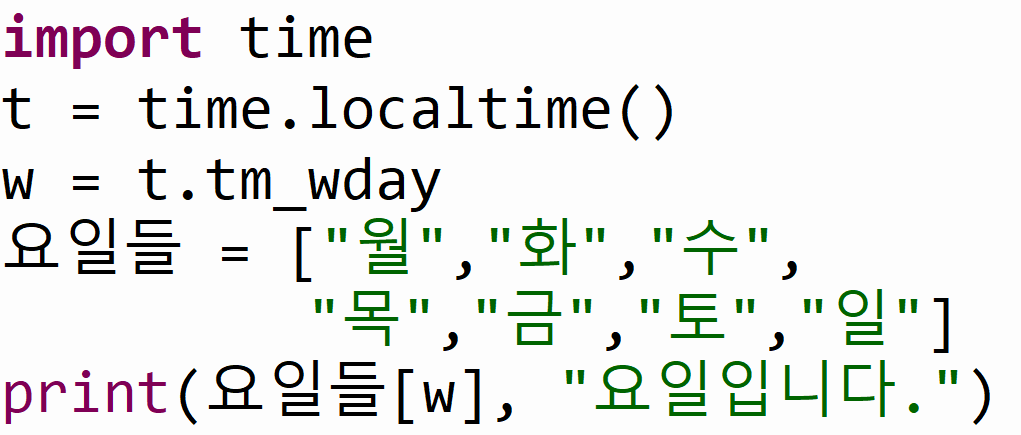 import time
t = time.localtime()
w = t.tm_wday
요일들 = ["월","화","수",
"목","금","토","일"]
print(요일들[w], "요일입니다.")